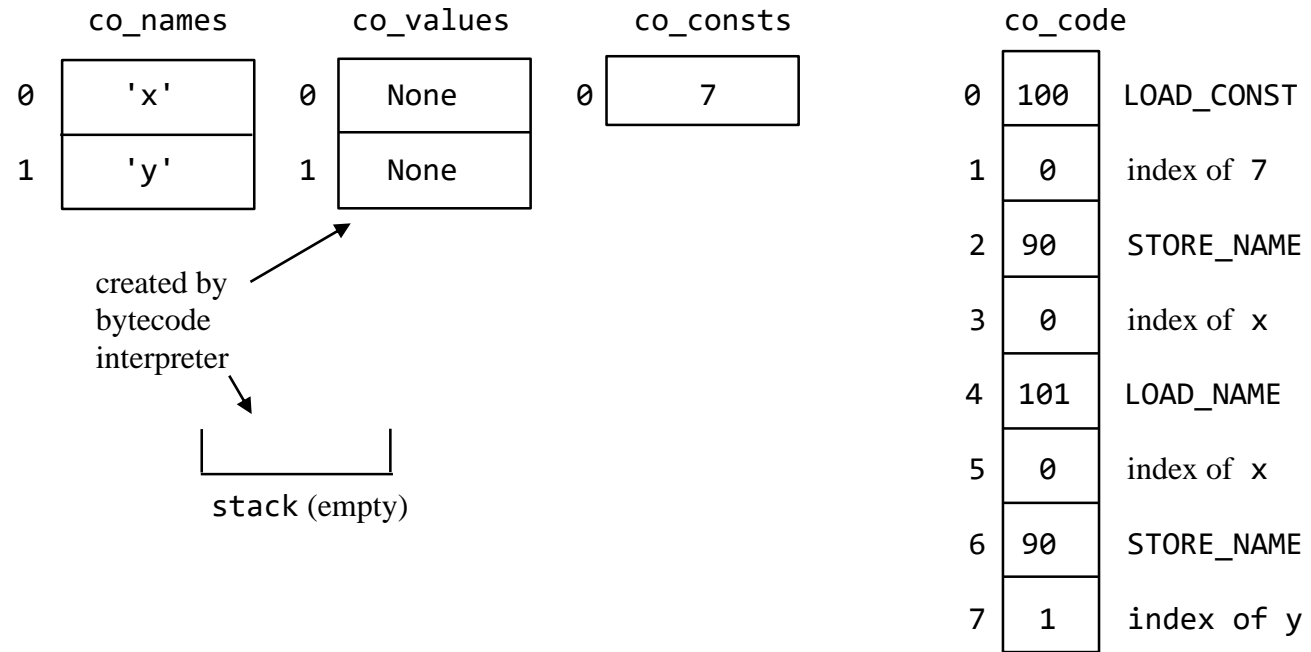 co_names co_values co_consts co_code
0 'x' 0 None 0 7 0 100 LOAD_CONST
1 'y' 1 None 1 0 index of 7
2 90 STORE_NAME
created by
bytecode
interpreter
3 0 index of x
4 101 LOAD_NAME
5 0 index of x
stack (empty)
6 90 STORE_NAME
7 1 index of y